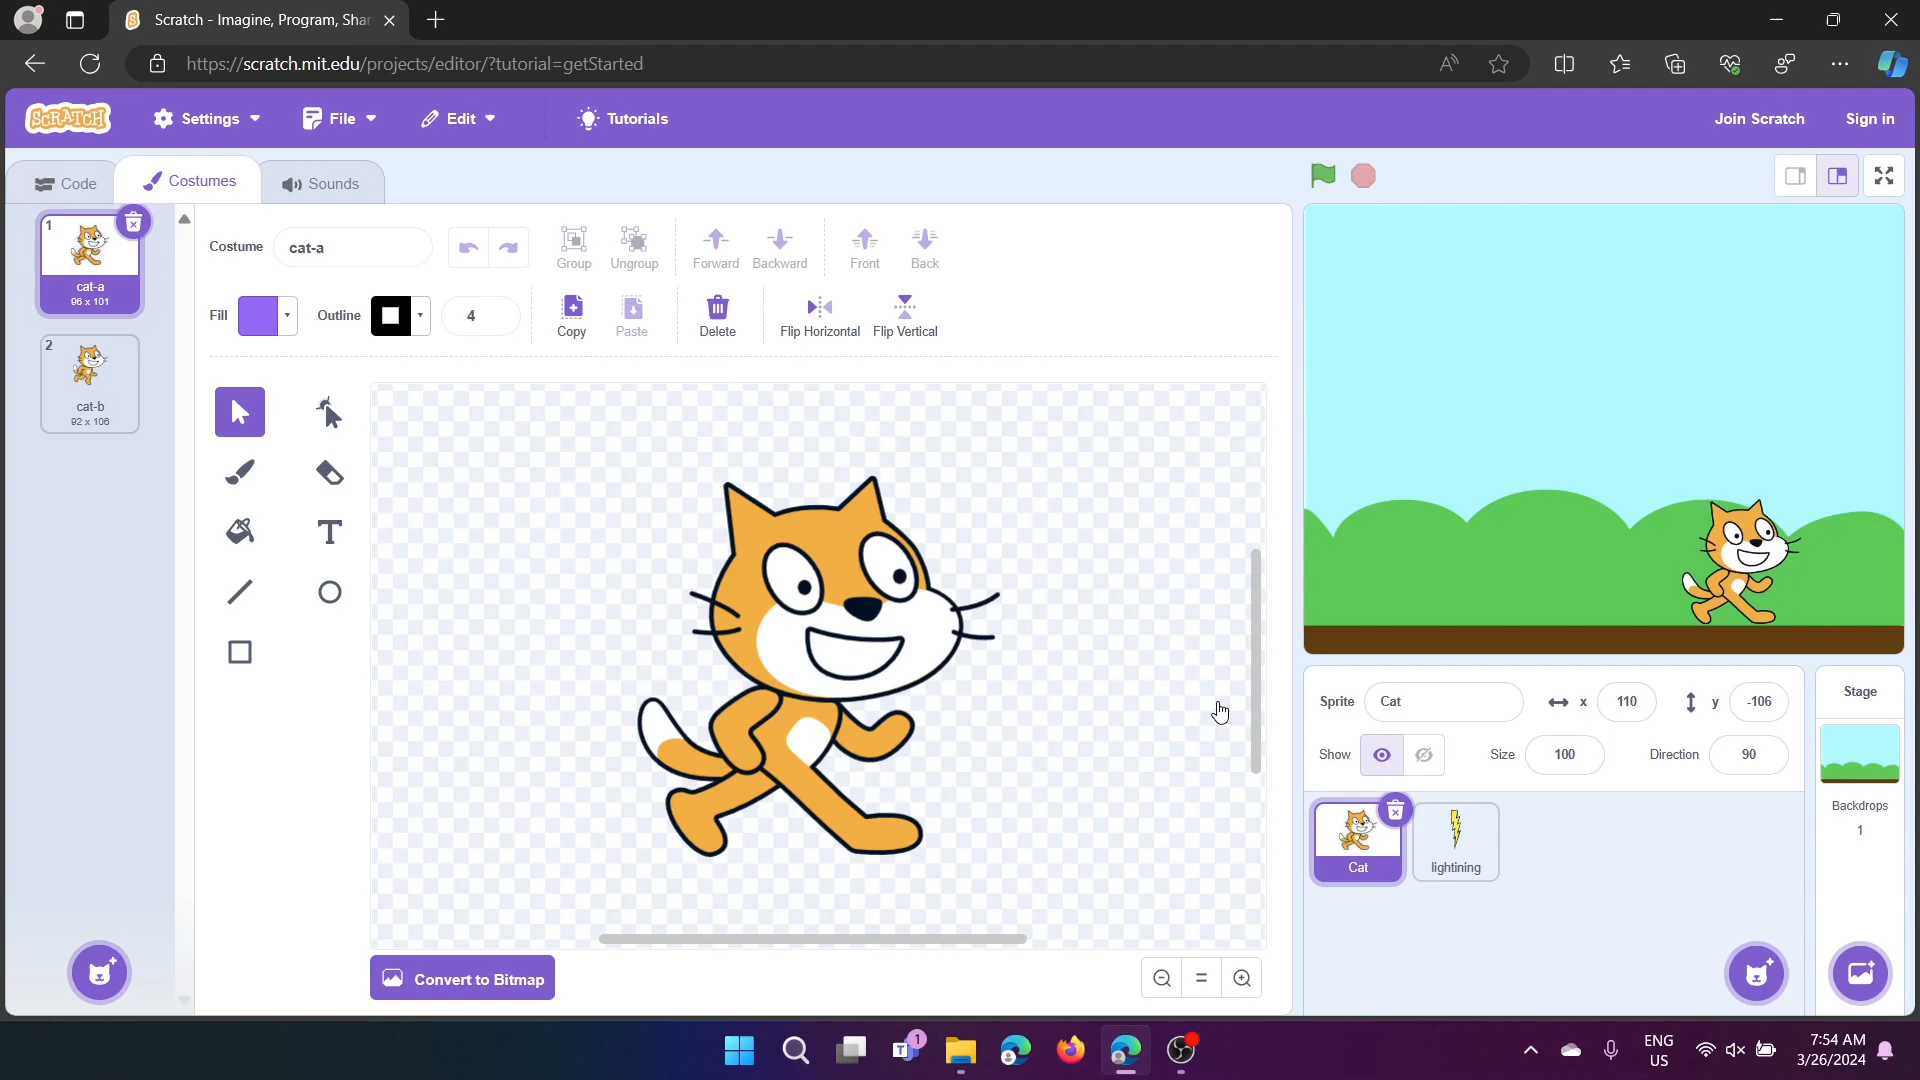 Scratch - Imagine, Program, Shar
https://scratch.mit.edu/projects/editor/?tutorial=getStarted
SCRATCH
Settings
File
Edit
Tutorials
Join Scratch
Sign in
Code
Costumes
Sounds
1
cat-a
96 x 101
2
cat-b
92 x 106
Costume
cat-a
Group
Ungroup
Forward
Backward
Front
Back
Fill
Outline
4
Copy
Paste
Delete
Flip Horizontal
Flip Vertical
T
Convert to Bitmap
Sprite
Cat
x
110
y
-106
Show
Size
100
Direction
90
Cat
lightining
Stage
Backdrops
1
1
ENG
US
7:54 AM
3/26/2024